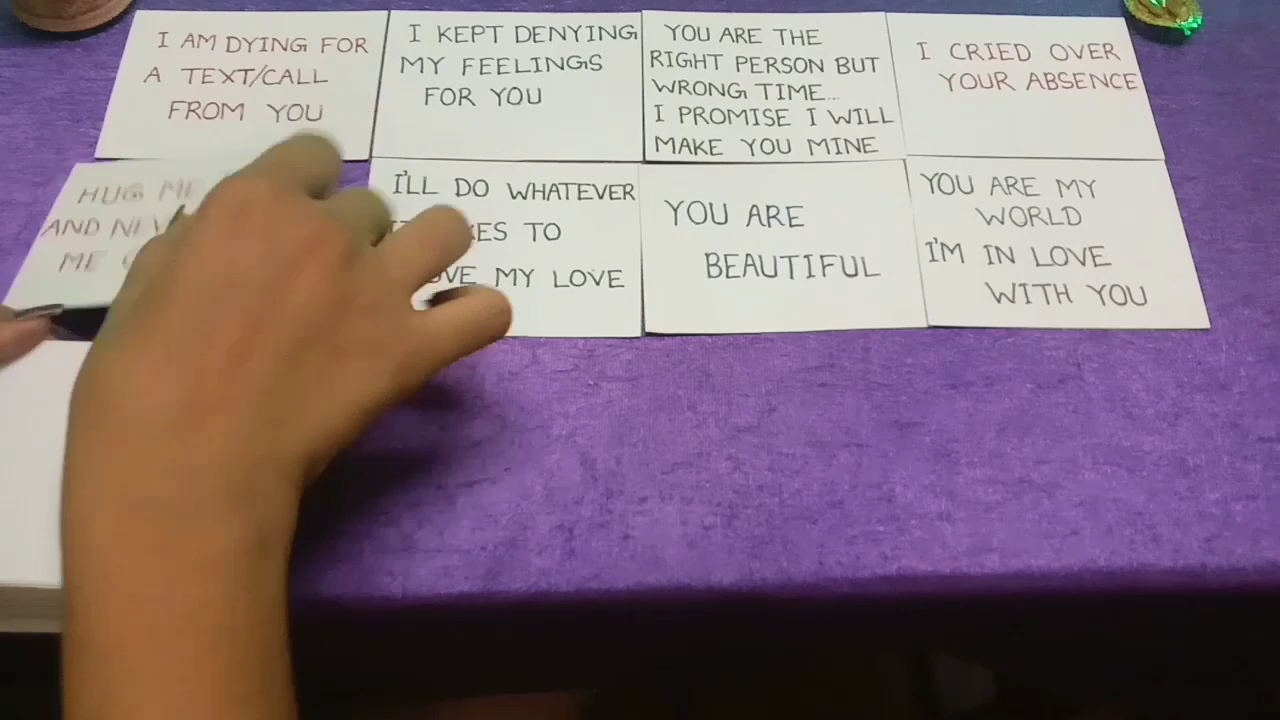 I AM DYING FOR
A TEXT/CALL
FROM YOU
I KEPT DENYING
MY FEELINGS
FOR YOU
YOU ARE THE
RIGHT PERSON BUT
WRONG TIME...
I PROMISE I WILL
MAKE YOU MINE
I CRIED OVER
YOUR ABSENCE
HUG ME
AND
ME
I'LL DO WHATEVER
TO
MY LOVE
YOU ARE
BEAUTIFUL
YOU ARE MY
WORLD
I'M IN LOVE
WITH YOU